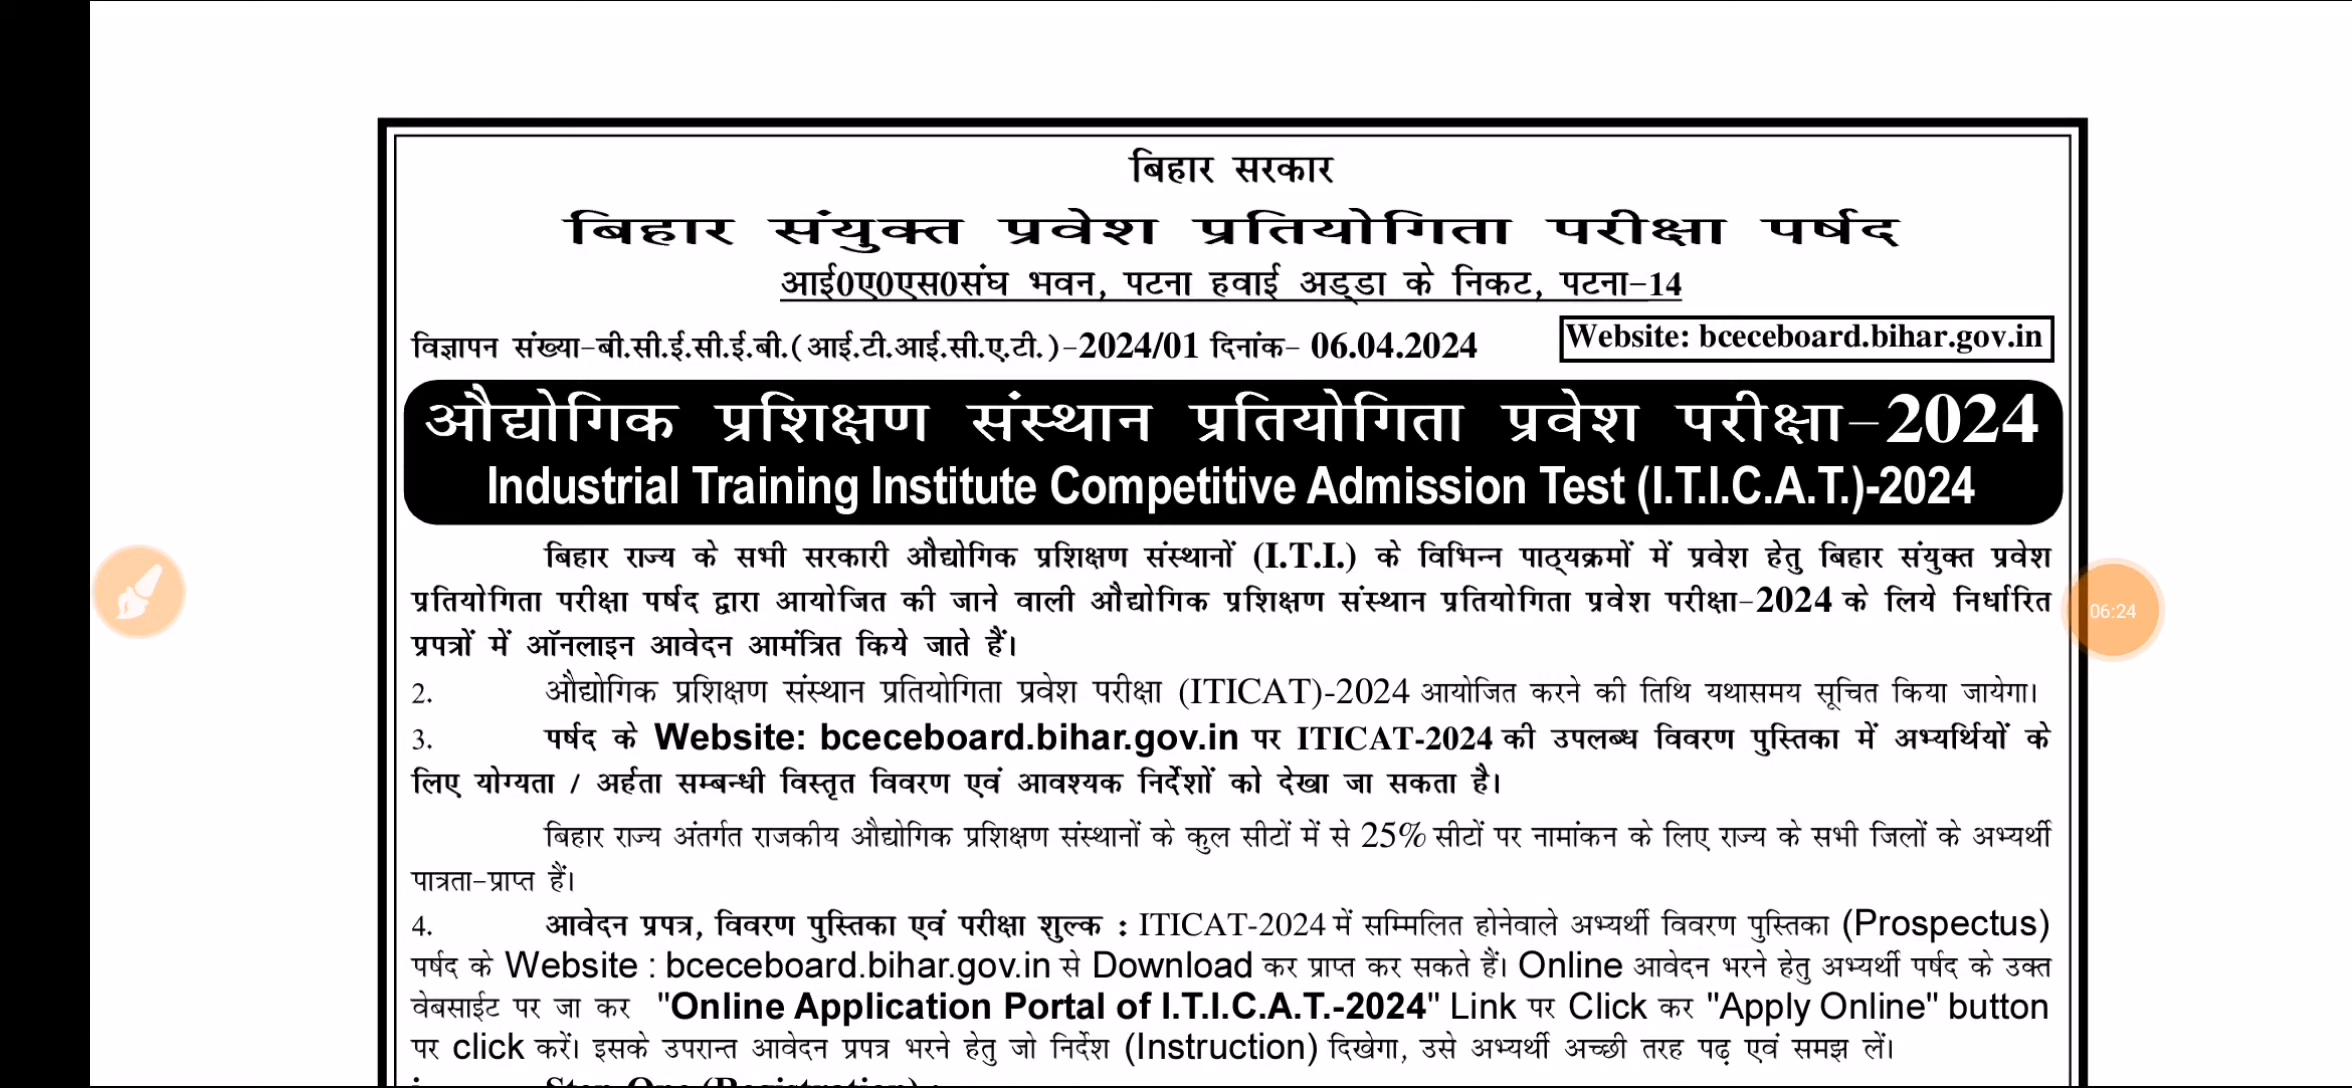 बिहार सरकार
बिहार संयुक्त प्रवेश प्रतियोगिता परीक्षा पर्षद
आई0ए0एस0संघ भवन, पटना हवाई अड्डा के निकट, पटना-14
विज्ञापन संख्या-बी.सी.ई.सी.ई.बी.(आई.टी.आई.सी.ए.टी.)-2024/01 दिनांक- 06.04.2024 Website: bceceboard.bihar.gov.in
औद्योगिक प्रशिक्षण संस्थान प्रतियोगिता प्रवेश परीक्षा-2024
Industrial Training Institute Competitive Admission Test (I.T.I.C.A.T.)-2024
बिहार राज्य के सभी सरकारी औद्योगिक प्रशिक्षण संस्थानों (I.T.I.) के विभिन्न पाठ्यक्रमों में प्रवेश हेतु बिहार संयुक्त प्रवेश
प्रतियोगिता परीक्षा पर्षद द्वारा आयोजित की जाने वाली औद्योगिक प्रशिक्षण संस्थान प्रतियोगिता प्रवेश परीक्षा-2024 के लिये निर्धारित
प्रपत्रों में ऑनलाइन आवेदन आमंत्रित किये जाते हैं।
2. औद्योगिक प्रशिक्षण संस्थान प्रतियोगिता प्रवेश परीक्षा (ITICAT)-2024 आयोजित करने की तिथि यथासमय सूचित किया जायेगा।
3. पर्षद के Website: bceceboard.bihar.gov.in पर ITICAT-2024 की उपलब्ध विवरण पुस्तिका में अभ्यर्थियों के
लिए योग्यता / अर्हता सम्बन्धी विस्तृत विवरण एवं आवश्यक निर्देशों को देखा जा सकता है।
बिहार राज्य अंतर्गत राजकीय औद्योगिक प्रशिक्षण संस्थानों के कुल सीटों में से 25% सीटों पर नामांकन के लिए राज्य के सभी जिलों के अभ्यर्थी
पात्रता-प्राप्त हैं।
4. आवेदन प्रपत्र, विवरण पुस्तिका एवं परीक्षा शुल्क : ITICAT-2024 में सम्मिलित होनेवाले अभ्यर्थी विवरण पुस्तिका (Prospectus)
पर्षद के Website : bceceboard.bihar.gov.in से Download कर प्राप्त कर सकते हैं। Online आवेदन भरने हेतु अभ्यर्थी पर्षद के उक्त
वेबसाईट पर जा कर "Online Application Portal of I.T.I.C.A.T.-2024" Link पर Click कर "Apply Online" button
पर click करें। इसके उपरान्त आवेदन प्रपत्र भरने हेतु जो निर्देश (Instruction) दिखेगा, उसे अभ्यर्थी अच्छी तरह पढ़ एवं समझ लें।
Step One (Registration) :
06:24